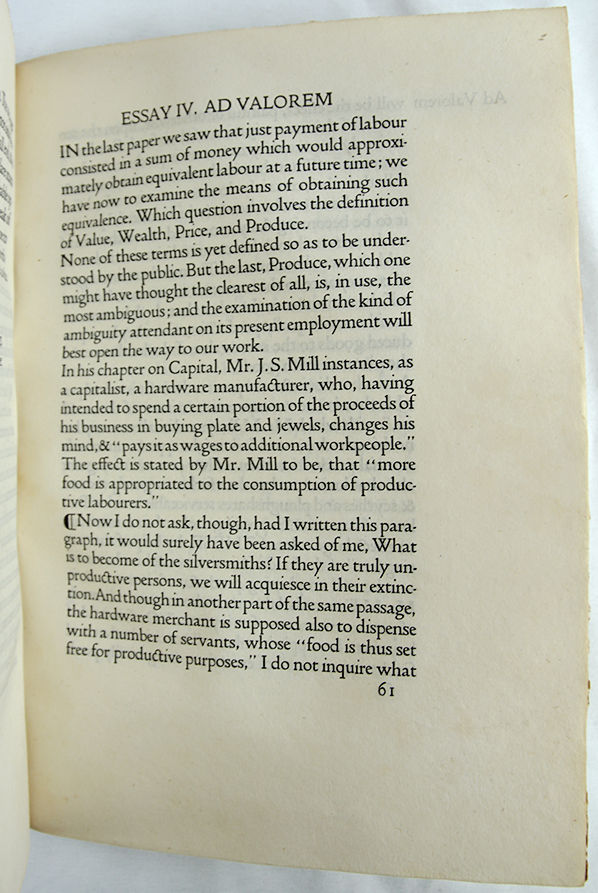 ESSAY IV. AD VALOREM
IN the last paper we saw that just payment of labour
consisted in a sum of money which would approxi-
mately obtain equivalent labour at a future time; we
have now to examine the means of obtaining such
equivalence. Which question involves the definition
of Value, Wealth, Price, and Produce.
None of these terms is yet defined so as to be under-
stood by the public. But the last, Produce, which one
might have thought the clearest of all, is, in use, the
most ambiguous; and the examination of the kind of
ambiguity attendant on its present employment will
best open the way to our work.
In his chapter on Capital, Mr. J.S. Mill instances, as
a capitalist, a hardware manufacturer, who, having
intended to spend a certain portion of the proceeds of
his business in buying plate and jewels, changes his
mind, & "pays it as wages to additional workpeople."
The effect is stated by Mr. Mill to be, that "more
food is appropriated to the consumption of produc-
tive labourers."
¶Now I do not ask, though, had I written this para-
graph, it would surely have been asked of me, What
is to become of the silversmiths? If they are truly un-
productive persons, we will acquiesce in their extinc-
tion. And though in another part of the same passage,
the hardware merchant is supposed also to dispense
with a number of servants, whose "food is thus set
free for productive purposes," I do not inquire what
61